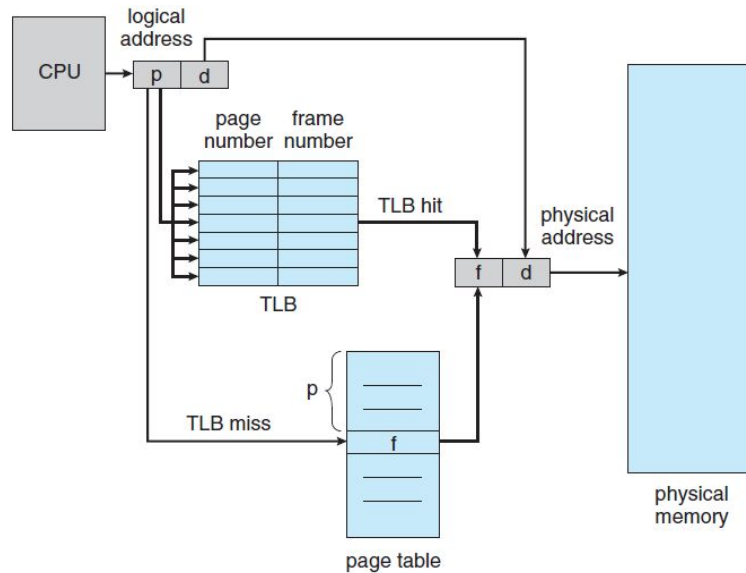 logical
address
CPU
p
d
page
number
frame
number
TLB hit
physical
address
f
d
TLB
p
TLB miss
f
physical
memory
page table